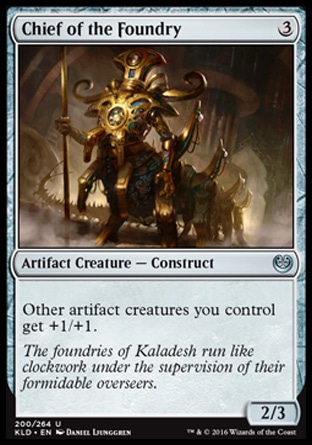 Chief of the Foundry 3
Artifact Creature — Construct
Other artifact creatures you control
get +1/+1.
The foundries of Kaladesh run like
clockwork under the supervision of their
formidable overseers.
2/3
200/264 U
KLD • EN Daniel Ljunggren ™ & © 2016 Wizards of the Coast